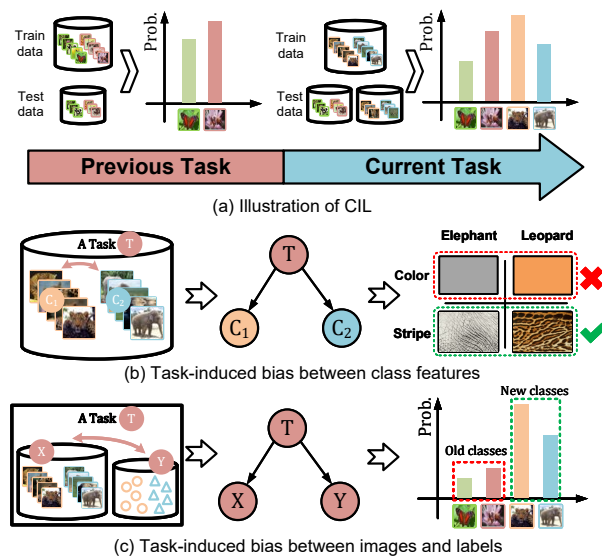 Train
data
Test
data
Prob.
Train
data
Test
data
Prob.
Previous Task
Current Task
(a) Illustration of CIL
A Task T
C1
C2
T
C1
C2
Elephant
Leopard
Color
Stripe
(b) Task-induced bias between class features
A Task T
X
Y
T
X
Y
Prob.
New classes
Old classes
(c) Task-induced bias between images and labels